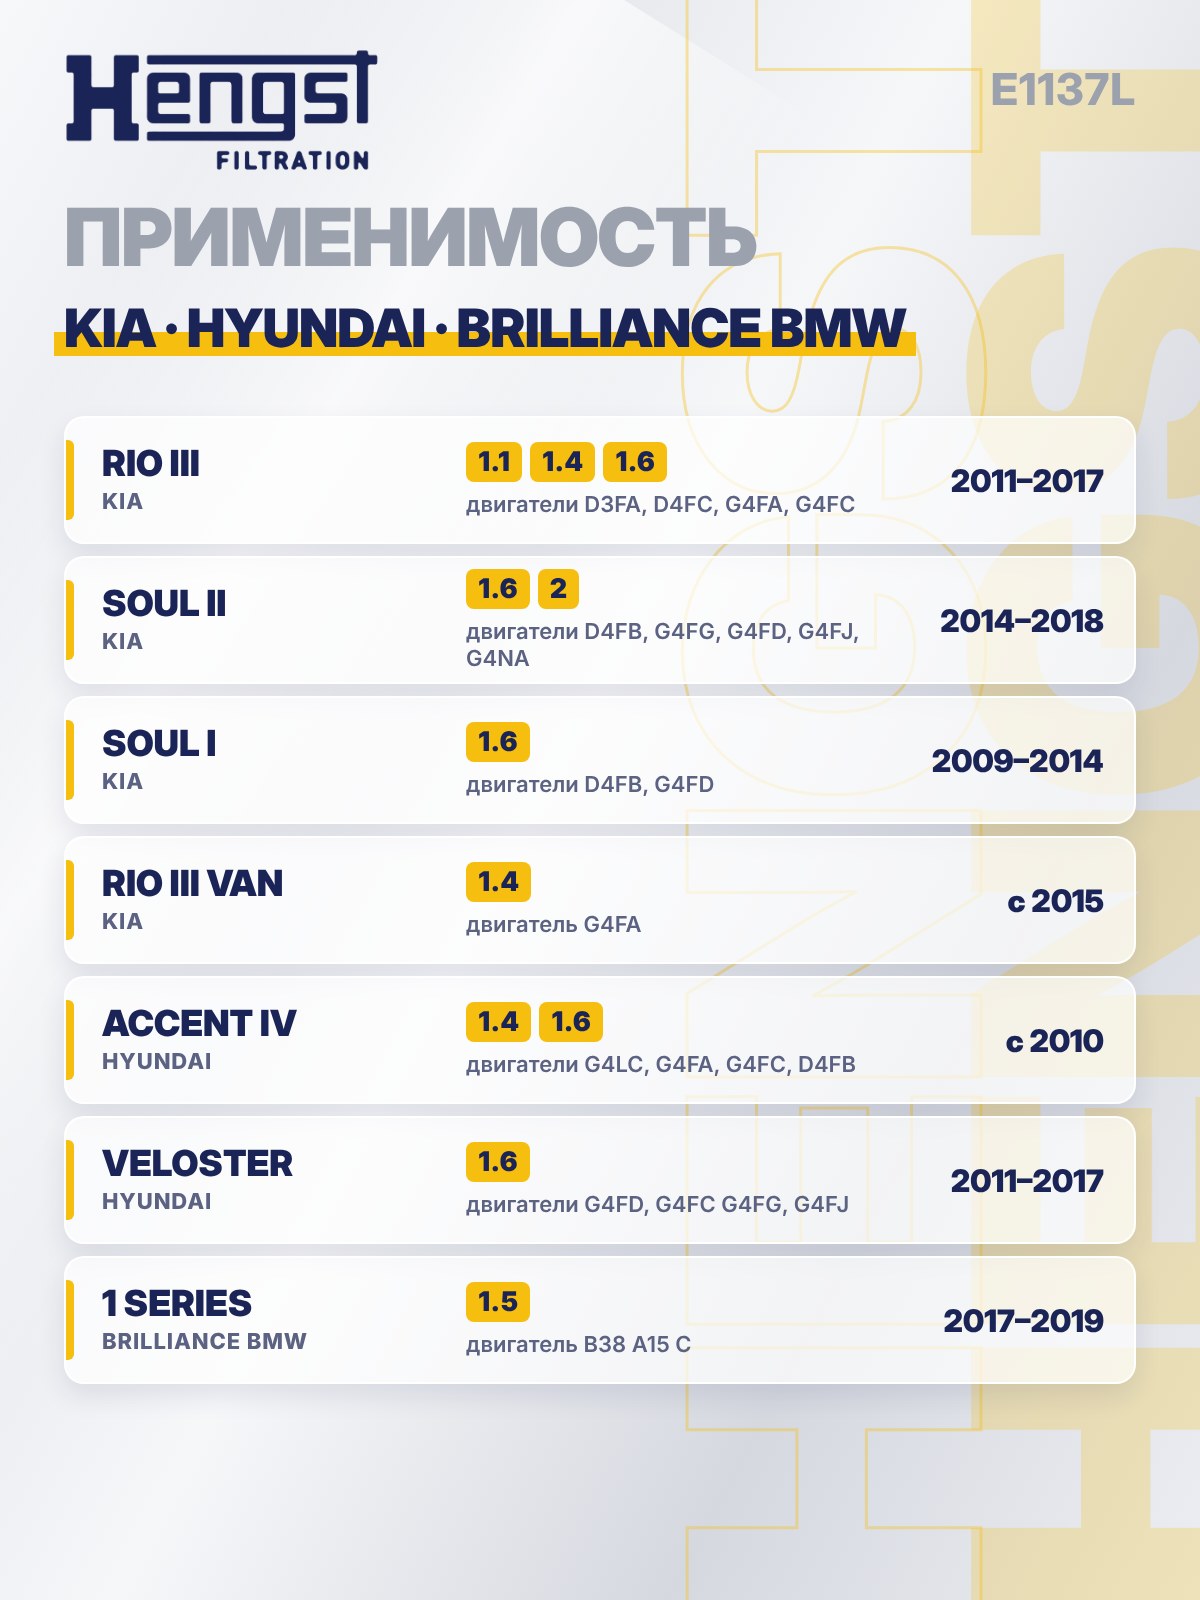 Hengst
FILTRATION
E1137L
ПРИМЕНИМОСТЬ
KIA · HYUNDAI · BRILLIANCE BMW
RIO III
KIA
1.1 1.4 1.6
двигатели D3FA, D4FC, G4FA, G4FC
2011–2017
SOUL II
KIA
1.6 2
двигатели D4FB, G4FG, G4FD, G4FJ,
G4NA
2014–2018
SOUL I
KIA
1.6
двигатели D4FB, G4FD
2009–2014
RIO III VAN
KIA
1.4
двигатель G4FA
с 2015
ACCENT IV
HYUNDAI
1.4 1.6
двигатели G4LC, G4FA, G4FC, D4FB
с 2010
VELOSTER
HYUNDAI
1.6
двигатели G4FD, G4FC G4FG, G4FJ
2011–2017
1 SERIES
BRILLIANCE BMW
1.5
двигатель B38 A15 C
2017–2019
HENGST
HENGST